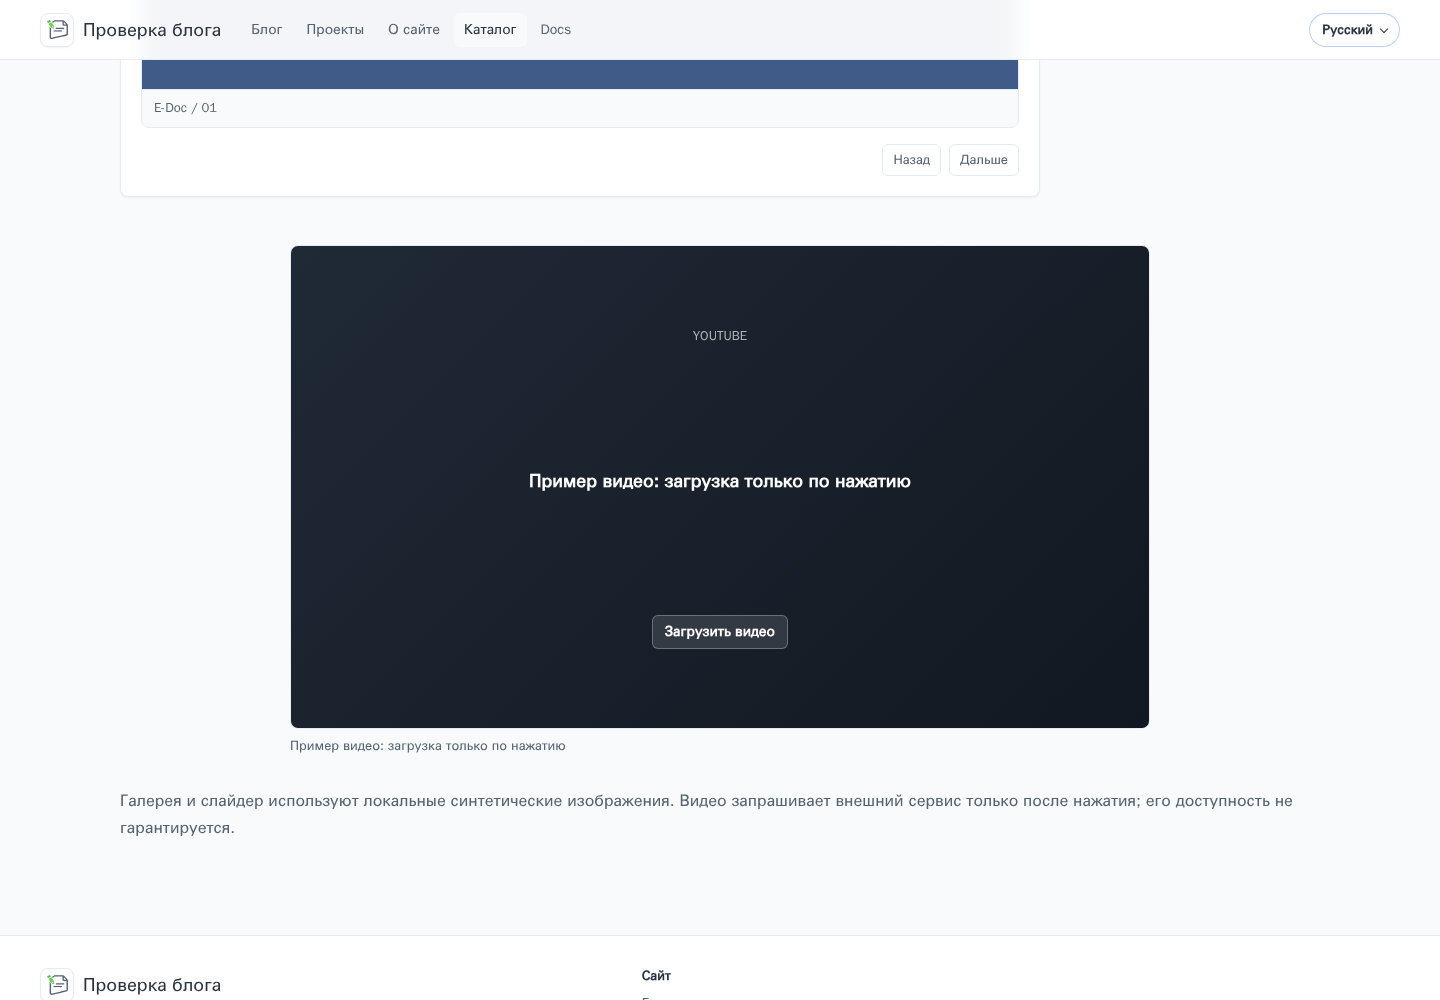 Проверка блога
Блог
Проекты
О сайте
Каталог
Docs
Русский
E-Doc / 01
Назад
Дальше
YOUTUBE
Пример видео: загрузка только по нажатию
Загрузить видео
Пример видео: загрузка только по нажатию
Галерея и слайдер используют локальные синтетические изображения. Видео запрашивает внешний сервис только после нажатия; его доступность не
гарантируется.
Проверка блога
Сайт